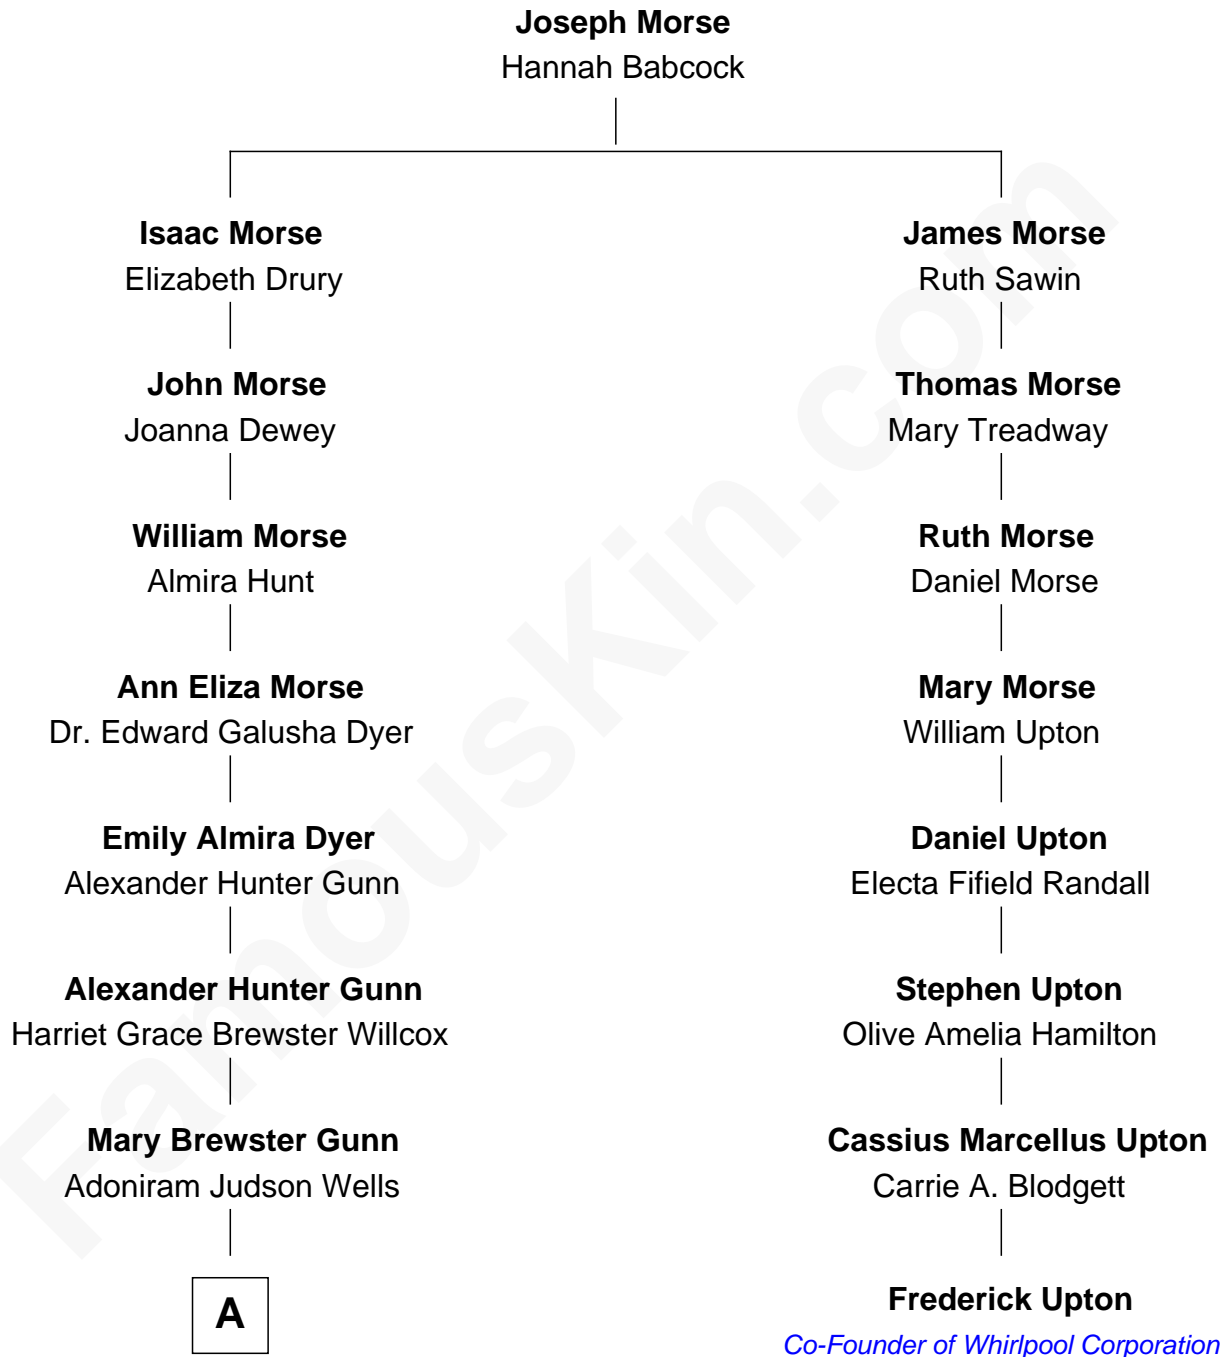 Joseph Morse
Hannah Babcock
Isaac Morse
Elizabeth Drury
James Morse
Ruth Sawin
John Morse
Joanna Dewey
Thomas Morse
Mary Treadway
William Morse
Almira Hunt
Ruth Morse
Daniel Morse
Ann Eliza Morse
Dr. Edward Galusha Dyer
Mary Morse
William Upton
Emily Almira Dyer
Alexander Hunter Gunn
Daniel Upton
Electa Fifield Randall
Alexander Hunter Gunn
Harriet Grace Brewster Willcox
Stephen Upton
Olive Amelia Hamilton
Mary Brewster Gunn
Adoniram Judson Wells
Cassius Marcellus Upton
Carrie A. Blodgett
A
Frederick Upton
Co-Founder of Whirlpool Corporation
FamousKin.com